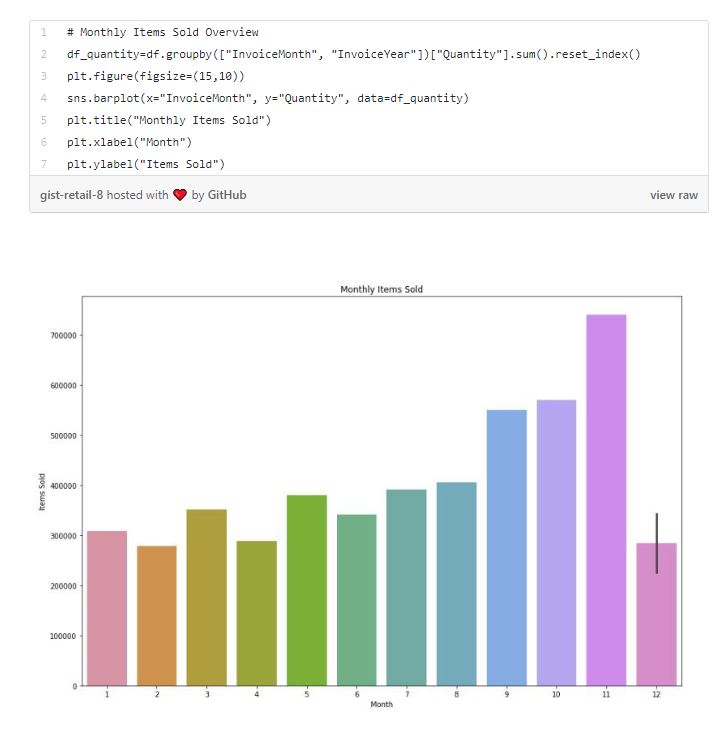 1 # Monthly Items Sold Overview
2 df_quantity=df.groupby(["InvoiceMonth", "InvoiceYear"])["Quantity"].sum().reset_index()
3 plt.figure(figsize=(15,10))
4 sns.barplot(x="InvoiceMonth", y="Quantity", data=df_quantity)
5 plt.title("Monthly Items Sold")
6 plt.xlabel("Month")
7 plt.ylabel("Items Sold")
gist-retail-8 hosted with ❤ by GitHub view raw
Monthly Items Sold
700000
600000
500000
400000
300000
200000
100000
0
Items Sold
1 2 3 4 5 6 7 8 9 10 11 12
Month